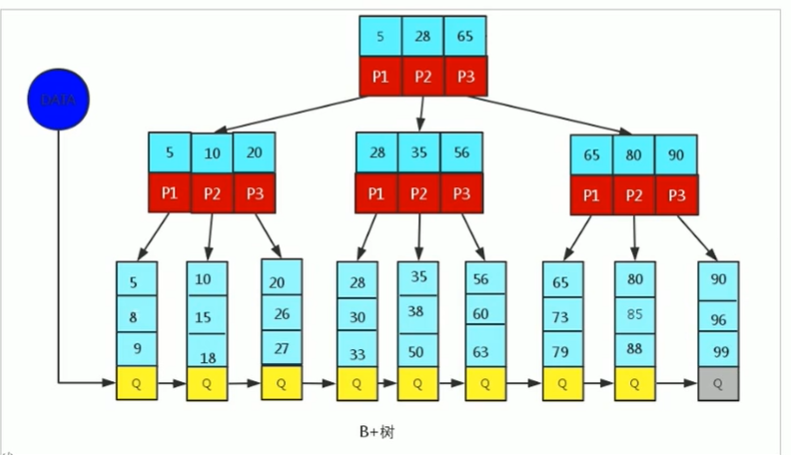 5 28 65
P1 P2 P3
DATA
5 10 20
28 35 56
65 80 90
P1 P2 P3
P1 P2 P3
P1 P2 P3
5 10 20 28 35 56 65 80 90
8 15 26 30 38 60 73 85 96
9 18 27 33 50 63 79 88 99
Q Q Q Q Q Q Q Q Q
B+树